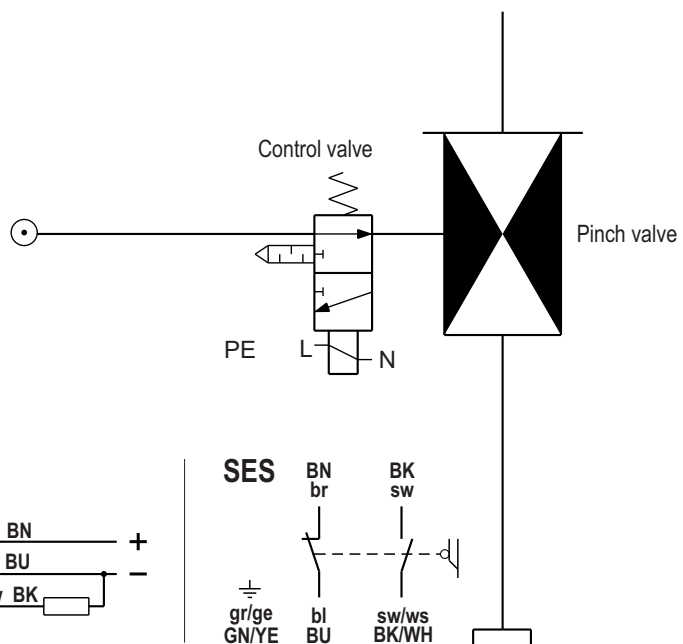 Control valve
Pinch valve
PE L N
SES
BN BK
br sw
BN +
BU −
BK
gr/ge bl sw/ws
GN/YE BU BK/WH